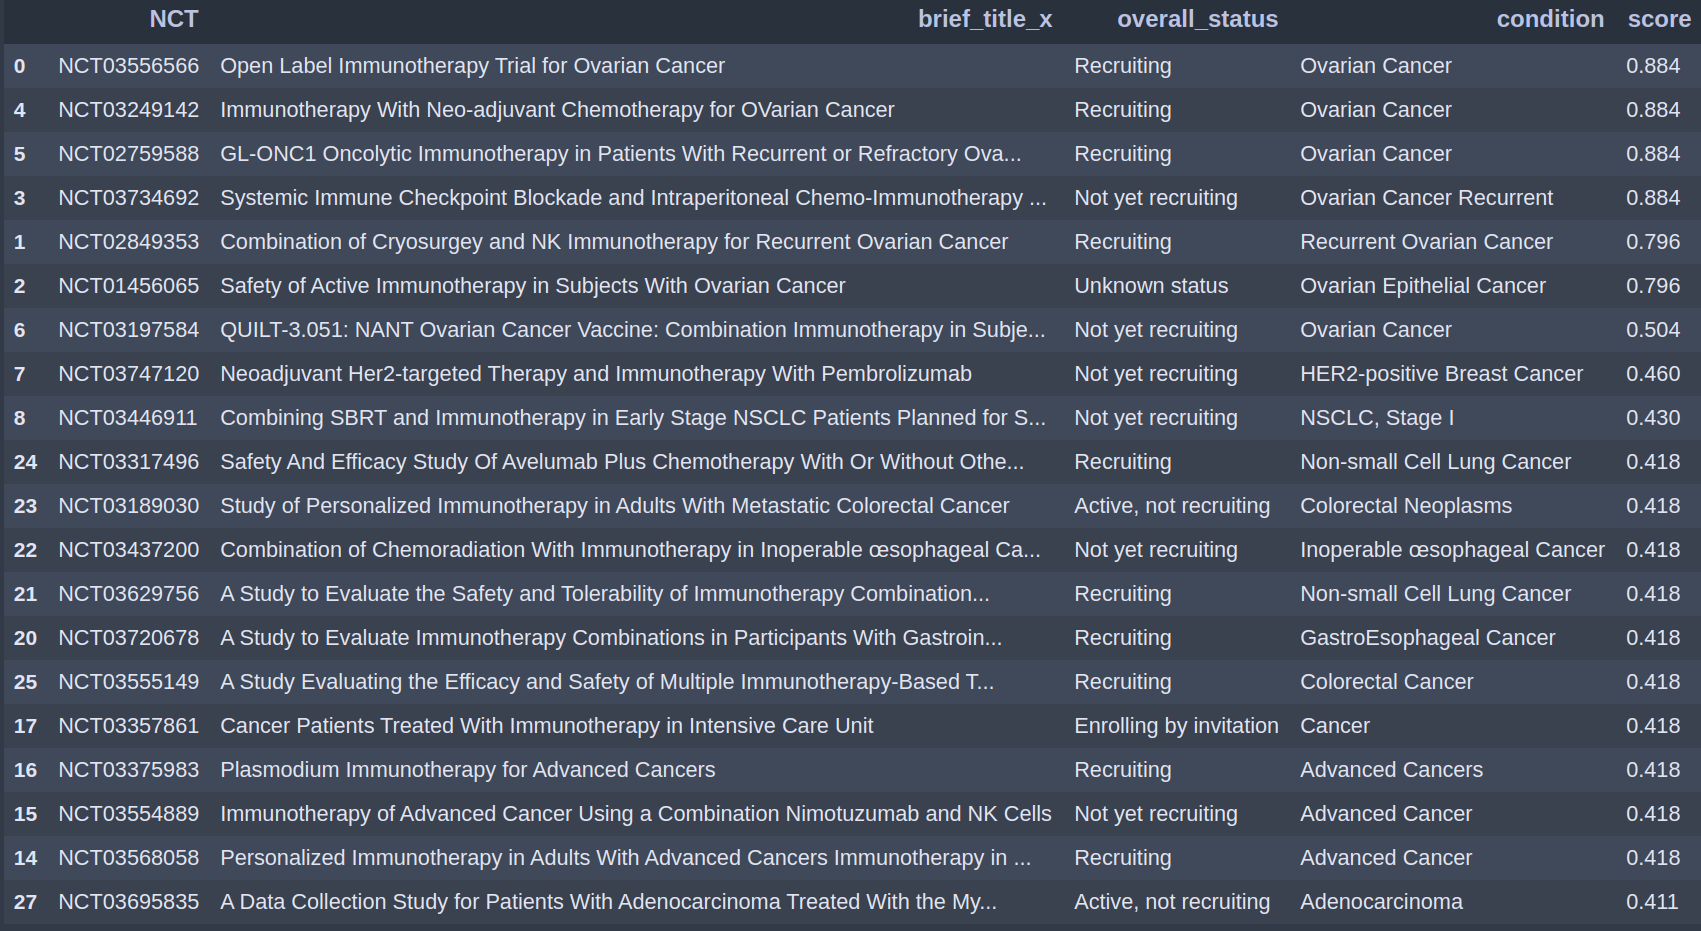 NCT brief_title_x overall_status condition score
0 NCT03556566 Open Label Immunotherapy Trial for Ovarian Cancer Recruiting Ovarian Cancer 0.884
4 NCT03249142 Immunotherapy With Neo-adjuvant Chemotherapy for OVarian Cancer Recruiting Ovarian Cancer 0.884
5 NCT02759588 GL-ONC1 Oncolytic Immunotherapy in Patients With Recurrent or Refractory Ova... Recruiting Ovarian Cancer 0.884
3 NCT03734692 Systemic Immune Checkpoint Blockade and Intraperitoneal Chemo-Immunotherapy ... Not yet recruiting Ovarian Cancer Recurrent 0.884
1 NCT02849353 Combination of Cryosurgey and NK Immunotherapy for Recurrent Ovarian Cancer Recruiting Recurrent Ovarian Cancer 0.796
2 NCT01456065 Safety of Active Immunotherapy in Subjects With Ovarian Cancer Unknown status Ovarian Epithelial Cancer 0.796
6 NCT03197584 QUILT-3.051: NANT Ovarian Cancer Vaccine: Combination Immunotherapy in Subje... Not yet recruiting Ovarian Cancer 0.504
7 NCT03747120 Neoadjuvant Her2-targeted Therapy and Immunotherapy With Pembrolizumab Not yet recruiting HER2-positive Breast Cancer 0.460
8 NCT03446911 Combining SBRT and Immunotherapy in Early Stage NSCLC Patients Planned for S... Not yet recruiting NSCLC, Stage I 0.430
24 NCT03317496 Safety And Efficacy Study Of Avelumab Plus Chemotherapy With Or Without Othe... Recruiting Non-small Cell Lung Cancer 0.418
23 NCT03189030 Study of Personalized Immunotherapy in Adults With Metastatic Colorectal Cancer Active, not recruiting Colorectal Neoplasms 0.418
22 NCT03437200 Combination of Chemoradiation With Immunotherapy in Inoperable œsophageal Ca... Not yet recruiting Inoperable œsophageal Cancer 0.418
21 NCT03629756 A Study to Evaluate the Safety and Tolerability of Immunotherapy Combination... Recruiting Non-small Cell Lung Cancer 0.418
20 NCT03720678 A Study to Evaluate Immunotherapy Combinations in Participants With Gastroin... Recruiting GastroEsophageal Cancer 0.418
25 NCT03555149 A Study Evaluating the Efficacy and Safety of Multiple Immunotherapy-Based T... Recruiting Colorectal Cancer 0.418
17 NCT03357861 Cancer Patients Treated With Immunotherapy in Intensive Care Unit Enrolling by invitation Cancer 0.418
16 NCT03375983 Plasmodium Immunotherapy for Advanced Cancers Recruiting Advanced Cancers 0.418
15 NCT03554889 Immunotherapy of Advanced Cancer Using a Combination Nimotuzumab and NK Cells Not yet recruiting Advanced Cancer 0.418
14 NCT03568058 Personalized Immunotherapy in Adults With Advanced Cancers Immunotherapy in ... Recruiting Advanced Cancer 0.418
27 NCT03695835 A Data Collection Study for Patients With Adenocarcinoma Treated With the My... Active, not recruiting Adenocarcinoma 0.411